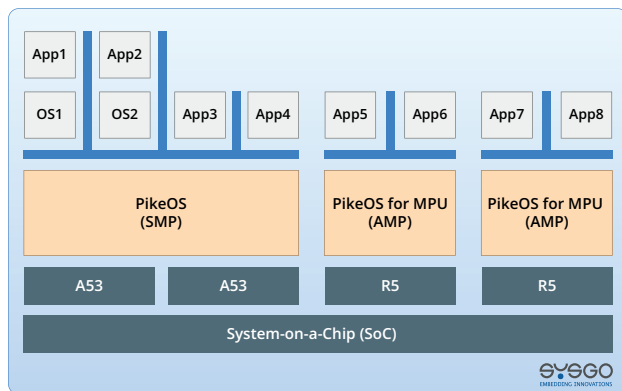 App1
App2
OS1
OS2
App3
App4
App5
App6
App7
App8
PikeOS
(SMP)
PikeOS for MPU
(AMP)
PikeOS for MPU
(AMP)
A53
A53
R5
R5
System-on-a-Chip (SoC)
SYSGO
EMBEDDING INNOVATIONS